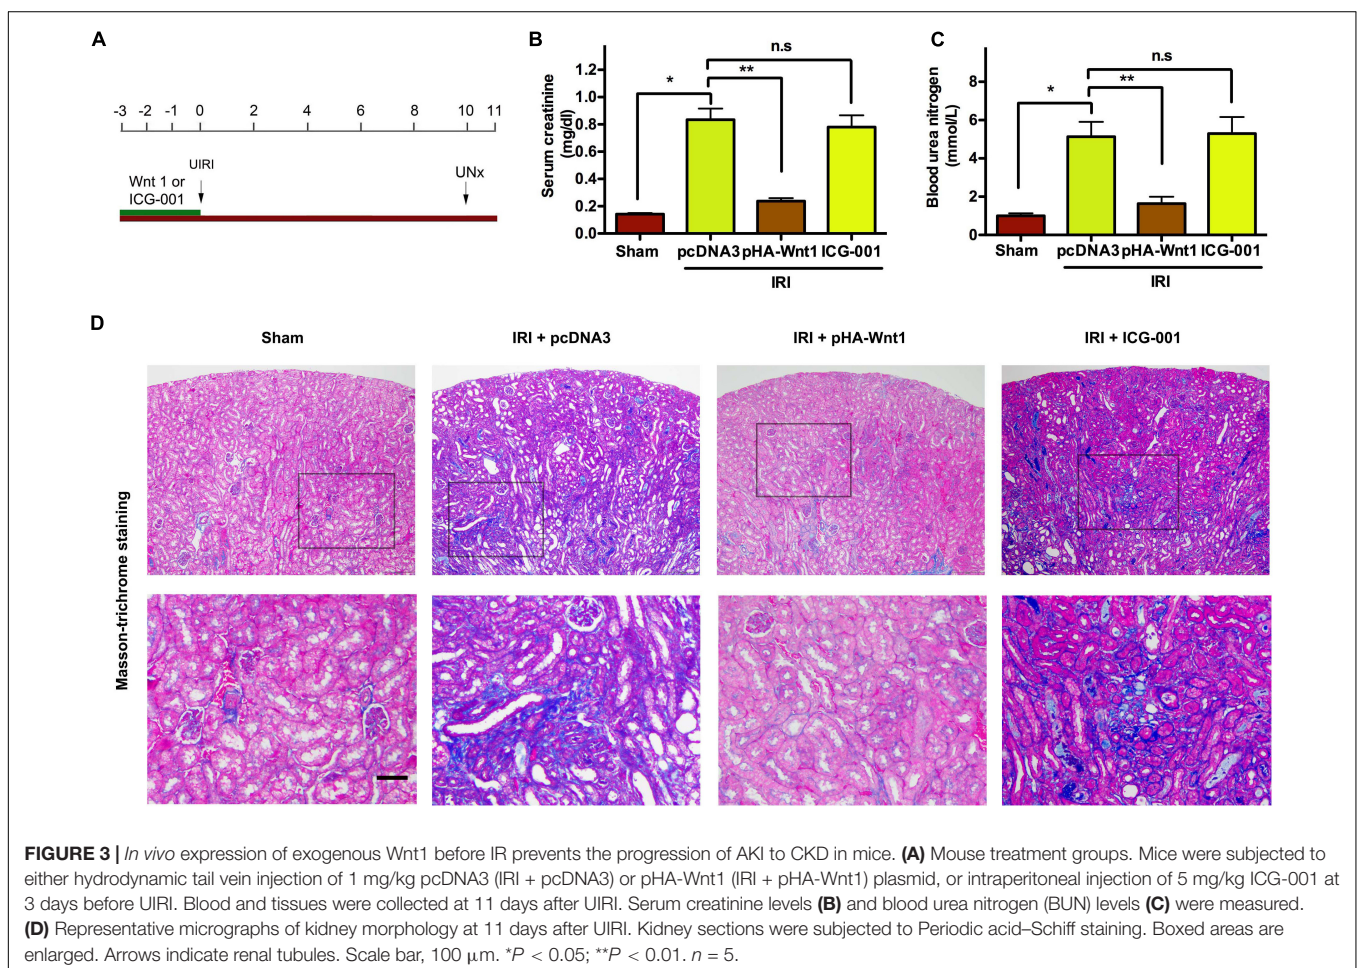 A
-3 -2 -1 0 2 4 6 8 10 11
UIRI
Wnt 1 or
ICG-001
UNx
B
n.s
**
*
Serum creatinine
(mg/dl)
1.2
1.0
0.8
0.6
0.4
0.2
0.0
Sham pcDNA3 pHA-Wnt1 ICG-001
IRI
C
n.s
**
*
Blood urea nitrogen
(mmol/L)
8
6
4
2
0
Sham pcDNA3 pHA-Wnt1 ICG-001
IRI
D
Sham IRI + pcDNA3 IRI + pHA-Wnt1 IRI + ICG-001
Masson-trichrome staining
FIGURE 3 | In vivo expression of exogenous Wnt1 before IR prevents the progression of AKI to CKD in mice. (A) Mouse treatment groups. Mice were subjected to
either hydrodynamic tail vein injection of 1 mg/kg pcDNA3 (IRI + pcDNA3) or pHA-Wnt1 (IRI + pHA-Wnt1) plasmid, or intraperitoneal injection of 5 mg/kg ICG-001 at
3 days before UIRI. Blood and tissues were collected at 11 days after UIRI. Serum creatinine levels (B) and blood urea nitrogen (BUN) levels (C) were measured.
(D) Representative micrographs of kidney morphology at 11 days after UIRI. Kidney sections were subjected to Periodic acid–Schiff staining. Boxed areas are
enlarged. Arrows indicate renal tubules. Scale bar, 100 μm. *P < 0.05; **P < 0.01. n = 5.